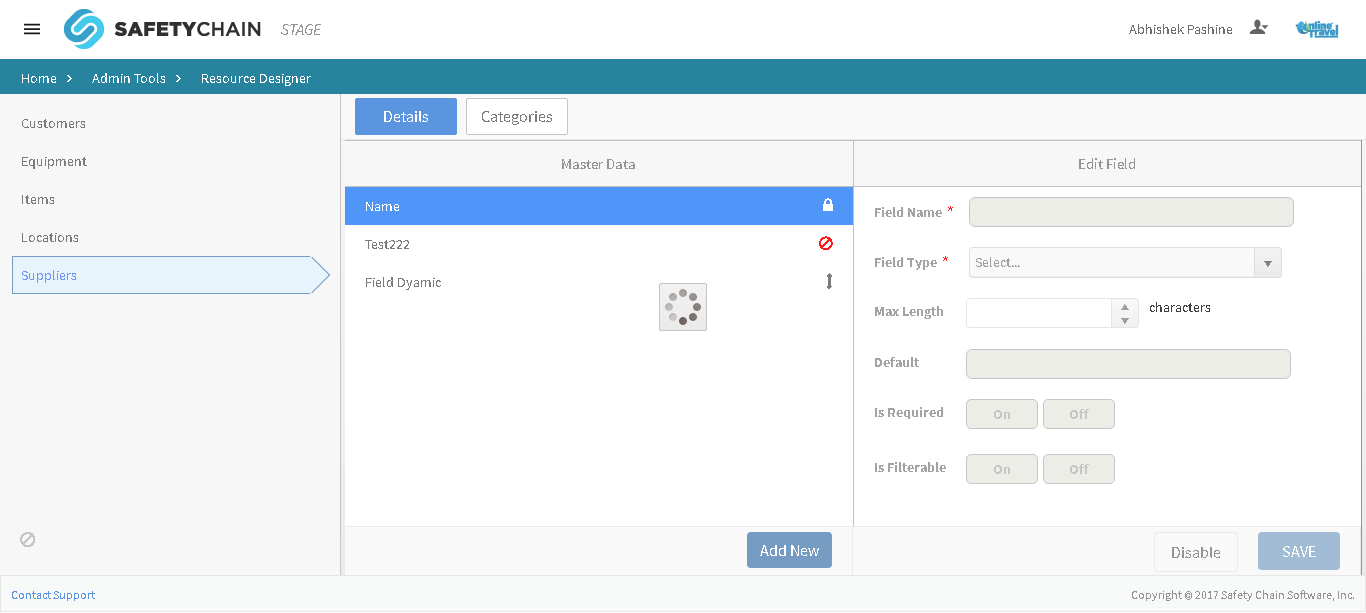 SAFETYCHAIN STAGE
Abhishek Pashine
Online Travel
Home > Admin Tools > Resource Designer
Customers
Equipment
Items
Locations
Suppliers
Details Categories
Master Data
Name
Test222
Field Dyamic
Add New
Edit Field
Field Name *
Field Type * Select...
Max Length characters
Default
Is Required On Off
Is Filterable On Off
Disable SAVE
Contact Support
Copyright © 2017 Safety Chain Software, Inc.